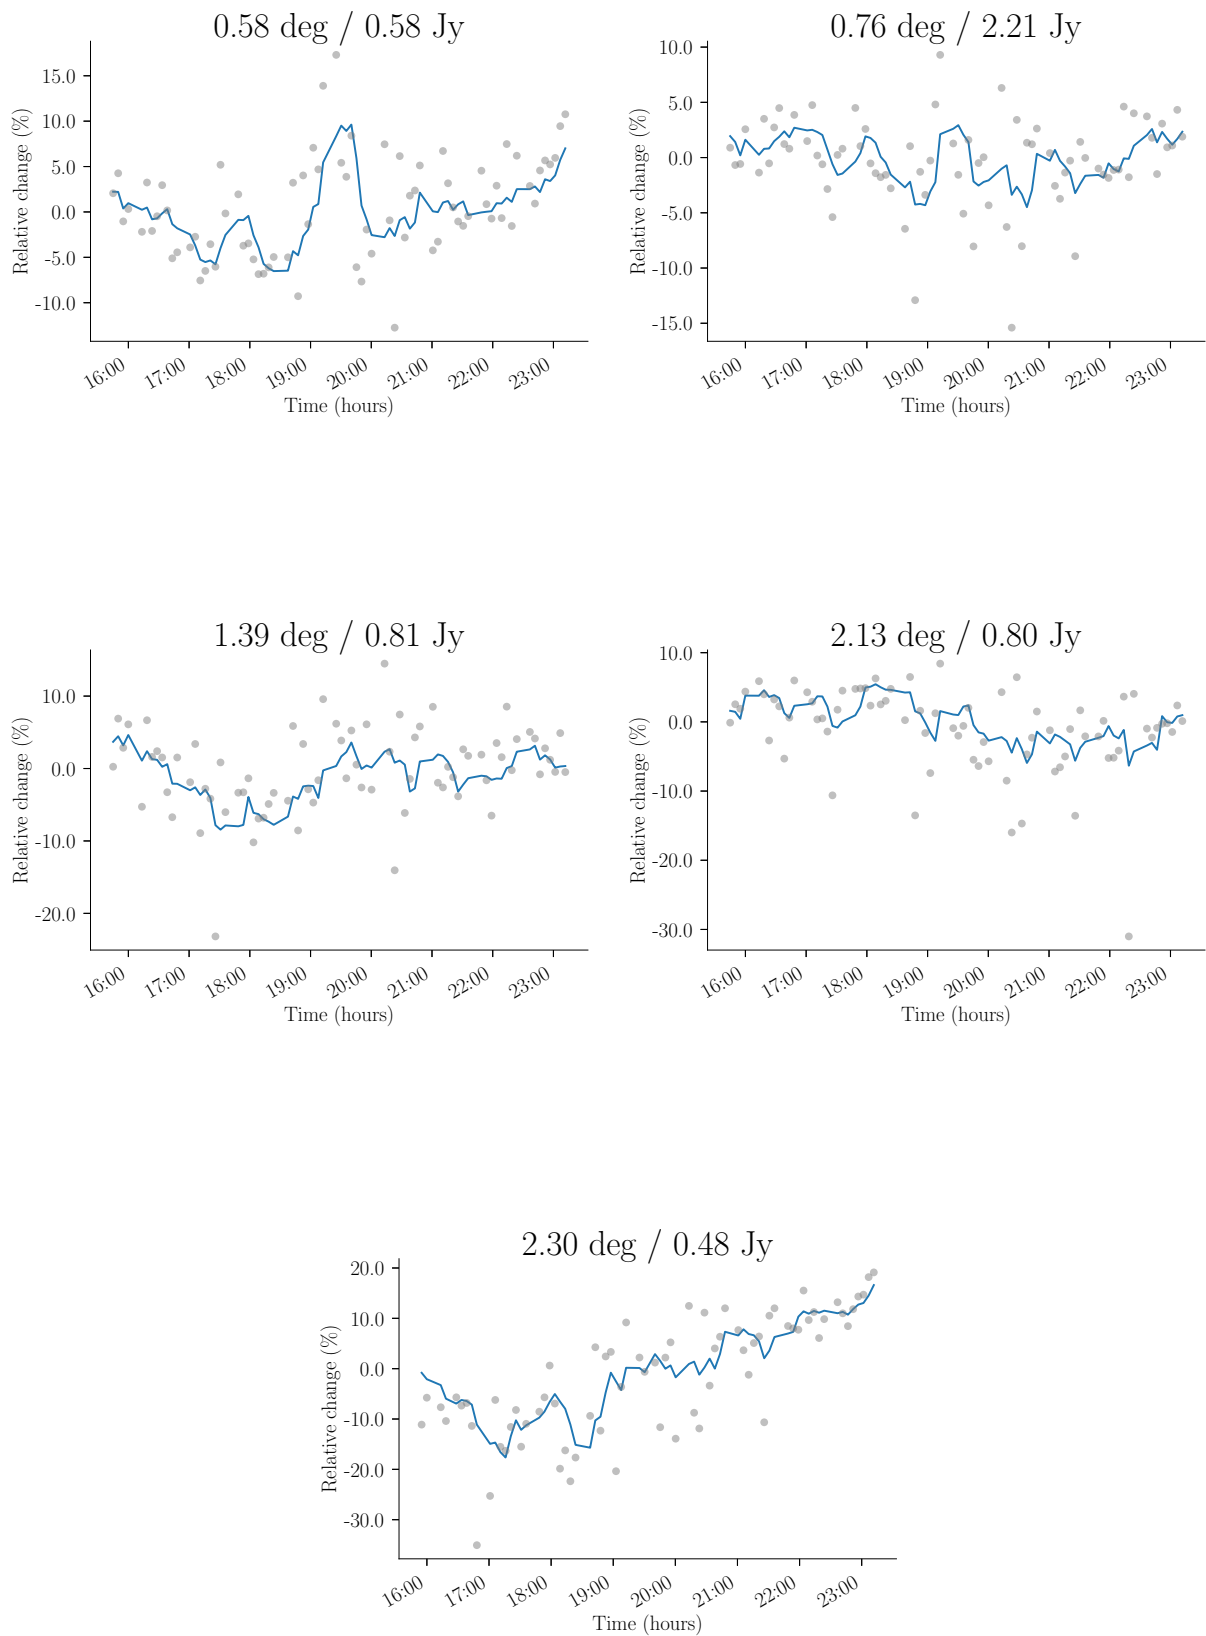 0.58 deg / 0.58 Jy
15.0
10.0
5.0
0.0
-5.0
-10.0
Relative change (%)
16:00 17:00 18:00 19:00 20:00 21:00 22:00 23:00
Time (hours)
0.76 deg / 2.21 Jy
10.0
5.0
0.0
-5.0
-10.0
-15.0
Relative change (%)
16:00 17:00 18:00 19:00 20:00 21:00 22:00 23:00
Time (hours)
1.39 deg / 0.81 Jy
10.0
0.0
-10.0
-20.0
Relative change (%)
16:00 17:00 18:00 19:00 20:00 21:00 22:00 23:00
Time (hours)
2.13 deg / 0.80 Jy
10.0
0.0
-10.0
-20.0
-30.0
Relative change (%)
16:00 17:00 18:00 19:00 20:00 21:00 22:00 23:00
Time (hours)
2.30 deg / 0.48 Jy
20.0
10.0
0.0
-10.0
-20.0
-30.0
Relative change (%)
16:00 17:00 18:00 19:00 20:00 21:00 22:00 23:00
Time (hours)